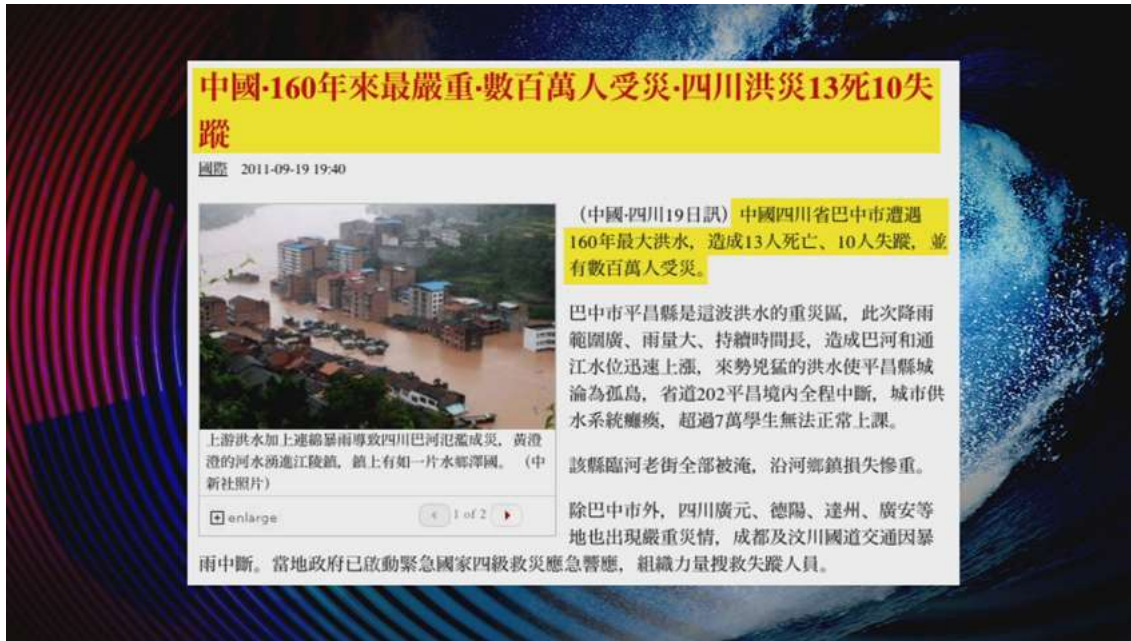 中國·160年來最嚴重·數百萬人受災·四川洪災13死10失
蹤
國際 2011-09-19 19:40
（中國·四川19日訊）中國四川省巴中市遭遇
160年最大洪水，造成13人死亡、10人失蹤，並
有數百萬人受災。
巴中市平昌縣是這波洪水的重災區，此次降雨
範圍廣、雨量大、持續時間長，造成巴河和通
江水位迅速上漲，來勢兇猛的洪水使平昌縣城
淪為孤島，省道202平昌境內全程中斷，城市供
水系統癱瘓，超過7萬學生無法正常上課。
該縣臨河老街全部被淹，沿河鄉鎮損失慘重。
除巴中市外，四川廣元、德陽、達州、廣安等
地也出現嚴重災情，成都及汶川國道交通因暴
雨中斷。當地政府已啟動緊急國家四級救災應急響應，組織力量搜救失蹤人員。
上游洪水加上連綿暴雨導致四川巴河氾濫成災，黃澄
澄的河水湧進江陵鎮，鎮上有如一片水鄉澤國。（中
新社照片）
enlarge 1 of 2